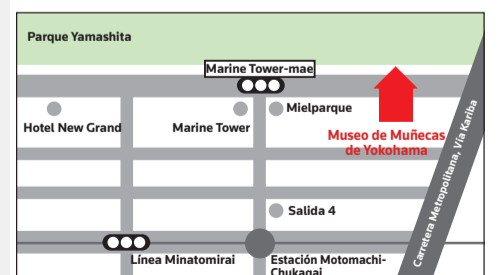 Parque Yamashita
Marine Tower-mae
Hotel New Grand
Marine Tower
Mielparque
Museo de Muñecas
de Yokohama
Carretera Metropolitana, Vía Kariba
Salida 4
Línea Minatomirai
Estación Motomachi-
Chukagai